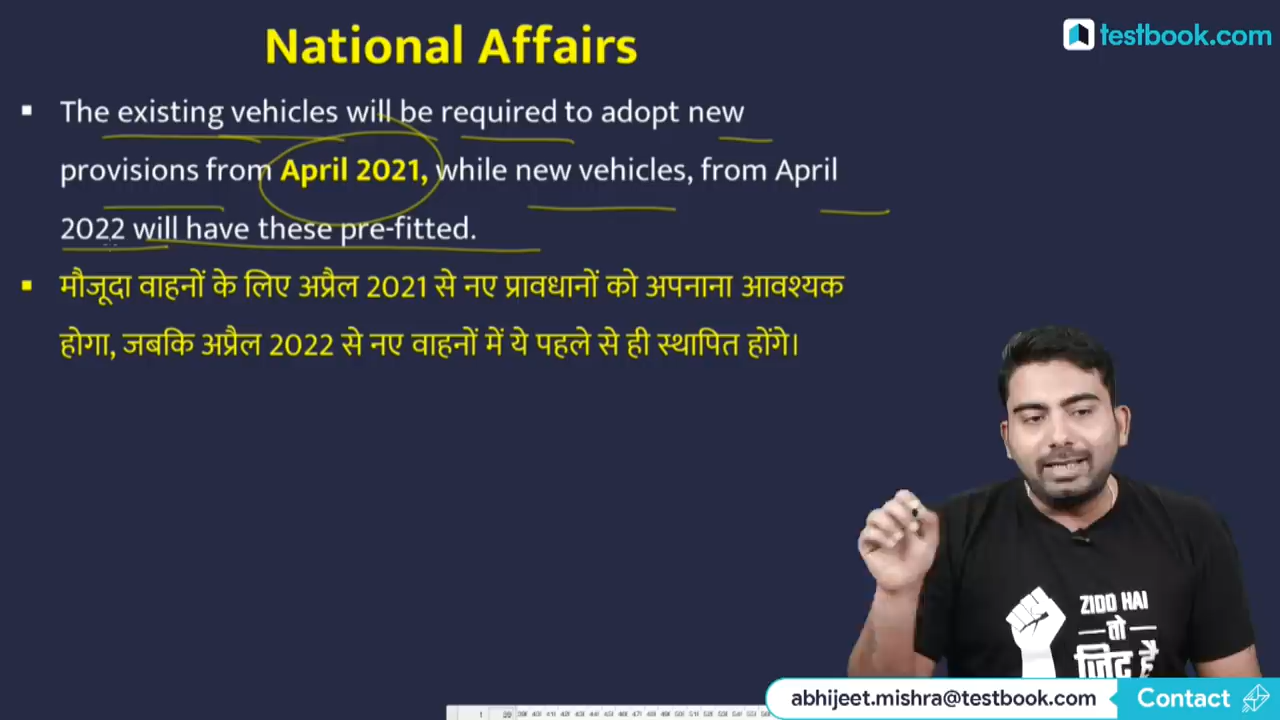 National Affairs
testbook.com
▪ The existing vehicles will be required to adopt new
provisions from April 2021, while new vehicles, from April
2022 will have these pre-fitted.
▪ मौजूदा वाहनों के लिए अप्रैल 2021 से नए प्रावधानों को अपनाना आवश्यक
होगा, जबकि अप्रैल 2022 से नए वाहनों में ये पहले से ही स्थापित होंगे।
ZIDD HAI
तो
ज़िद है
abhijeet.mishra@testbook.com
Contact